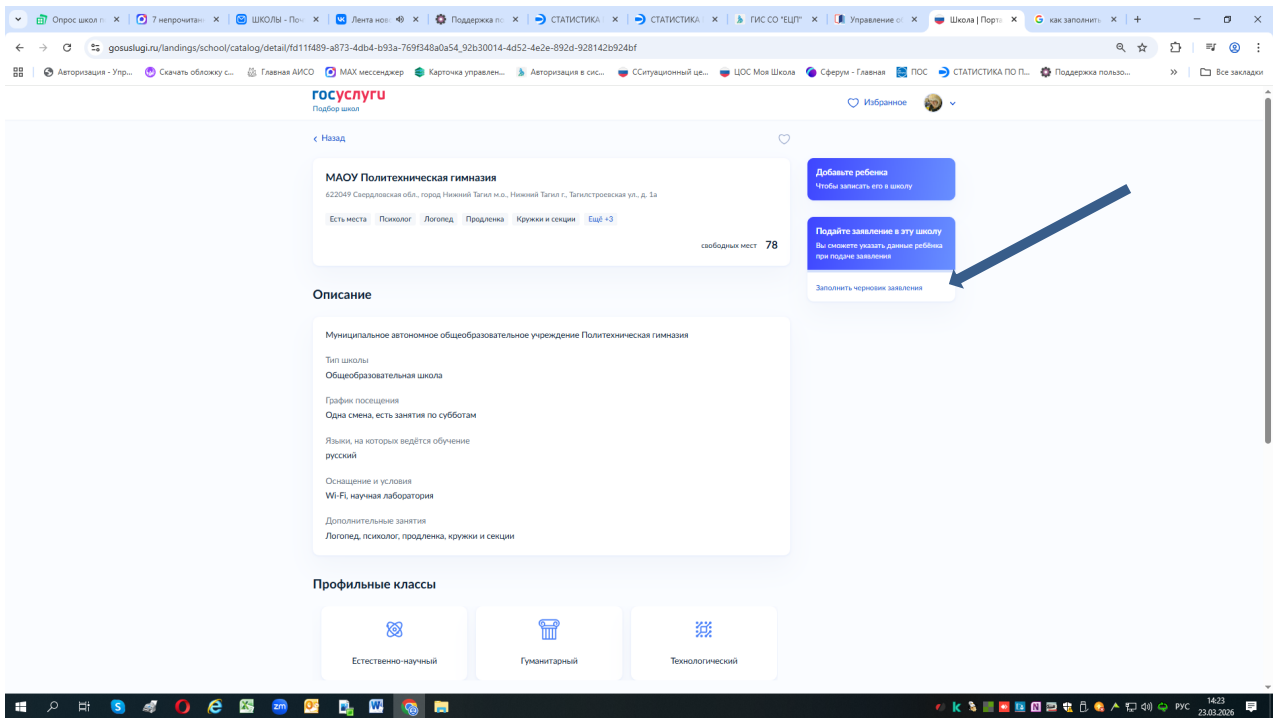 Опрос школ п
7 непрочитанн
ШКОЛЫ - Поч
Лента ново
Поддержка по
СТАТИСТИКА
СТАТИСТИКА
ГИС СО "ЕЦП"
Управление о
Школа | Порта
как заполнить
gosuslugi.ru/landings/school/catalog/detail/fd11f489-a873-4db4-b93a-769f348a0a54_92b30014-4d52-4e2e-892d-928142b924bf
Авторизация - Упр...
Скачать обложку с...
Главная АИСО
MAX мессенджер
Карточка управлен...
Авторизация в сис...
ССитуационный це...
ЦОС Моя Школа
Сферум - Главная
ПОС
СТАТИСТИКА ПО П...
Поддержка пользо...
Все закладки
госуслуги
Подбор школ
Избранное
Назад
МАОУ Политехническая гимназия
622049 Свердловская обл., город Нижний Тагил м.о., Нижний Тагил г., Тагилстроевская ул., д. 1а
Есть места Психолог Логопед Продленка Кружки и секции Ещё +3
свободных мест 78
Добавьте ребенка
Чтобы записать его в школу
Подайте заявление в эту школу
Вы сможете указать данные ребёнка
при подаче заявления
Заполнить черновик заявления
Описание
Муниципальное автономное общеобразовательное учреждение Политехническая гимназия
Тип школы
Общеобразовательная школа
График посещения
Одна смена, есть занятия по субботам
Языки, на которых ведётся обучение
русский
Оснащение и условия
Wi-Fi, научная лаборатория
Дополнительные занятия
Логопед, психолог, продленка, кружки и секции
Профильные классы
Естественно-научный
Гуманитарный
Технологический
РУС
14:23
23.03.2026